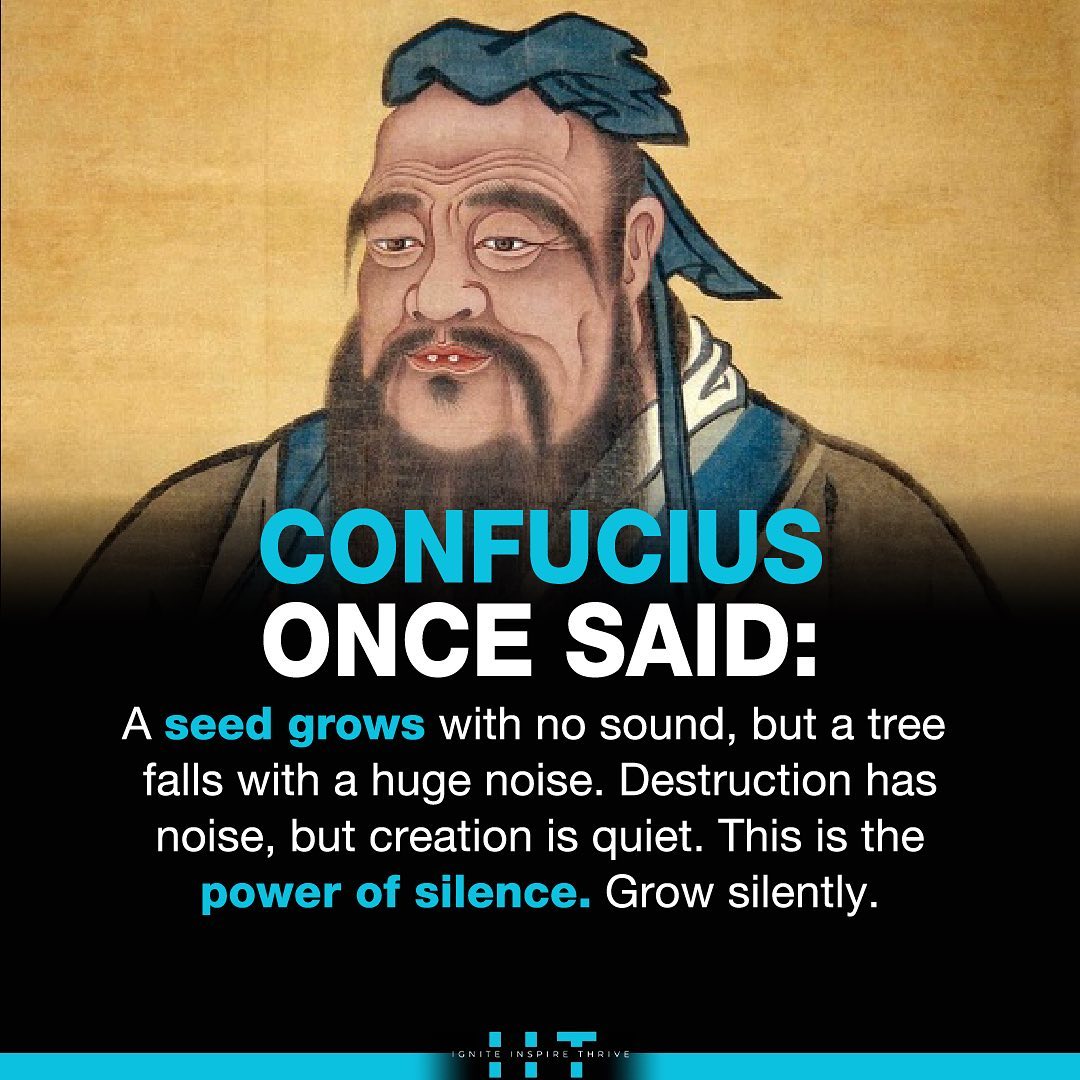 CONFUCIUS
ONCE SAID:
A seed grows with no sound, but a tree
falls with a huge noise. Destruction has
noise, but creation is quiet. This is the
power of silence. Grow silently.
IIT
IGNITE INSPIRE THRIVE